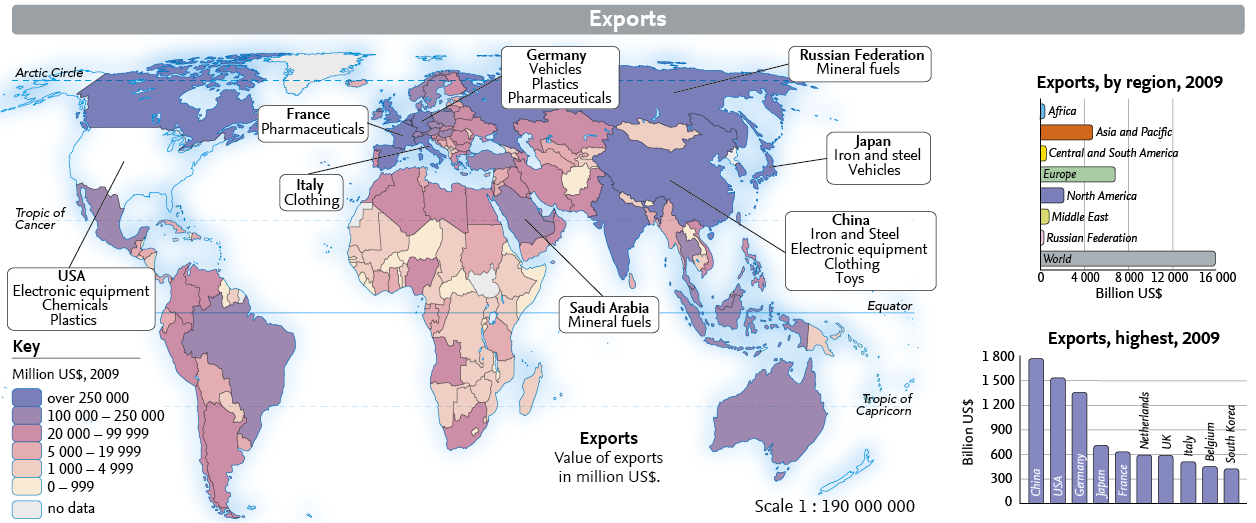 Exports
Arctic Circle
Tropic of
Cancer
Germany
Vehicles
Plastics
Pharmaceuticals
Russian Federation
Mineral fuels
France
Pharmaceuticals
Italy
Clothing
Japan
Iron and steel
Vehicles
China
Iron and Steel
Electronic equipment
Clothing
Toys
USA
Electronic equipment
Chemicals
Plastics
Saudi Arabia
Mineral fuels
Equator
Tropic of
Capricorn
Key
Million US$, 2009
over 250 000
100 000 – 250 000
20 000 – 99 999
5 000 – 19 999
1 000 – 4 999
0 – 999
no data
Exports
Value of exports
in million US$.
Scale 1 : 190 000 000
Exports, by region, 2009
Africa
Asia and Pacific
Central and South America
Europe
North America
Middle East
Russian Federation
World
0 4 000 8 000 12 000 16 000
Billion US$
Exports, highest, 2009
Billion US$
1 800
1 500
1 200
900
600
300
0
China
USA
Germany
Japan
France
Netherlands
UK
Italy
Belgium
South Korea